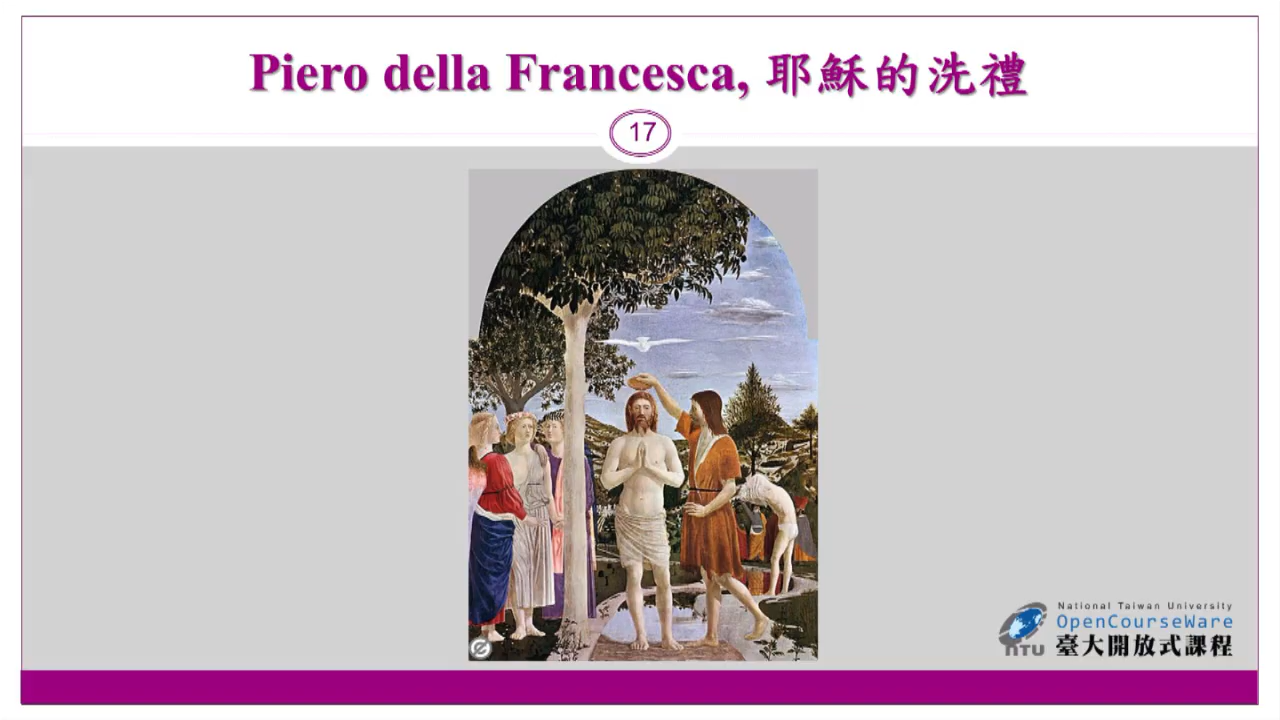 Piero della Francesca, 耶穌的洗禮
17
National Taiwan University
OpenCourseWare
臺大開放式課程
NTU